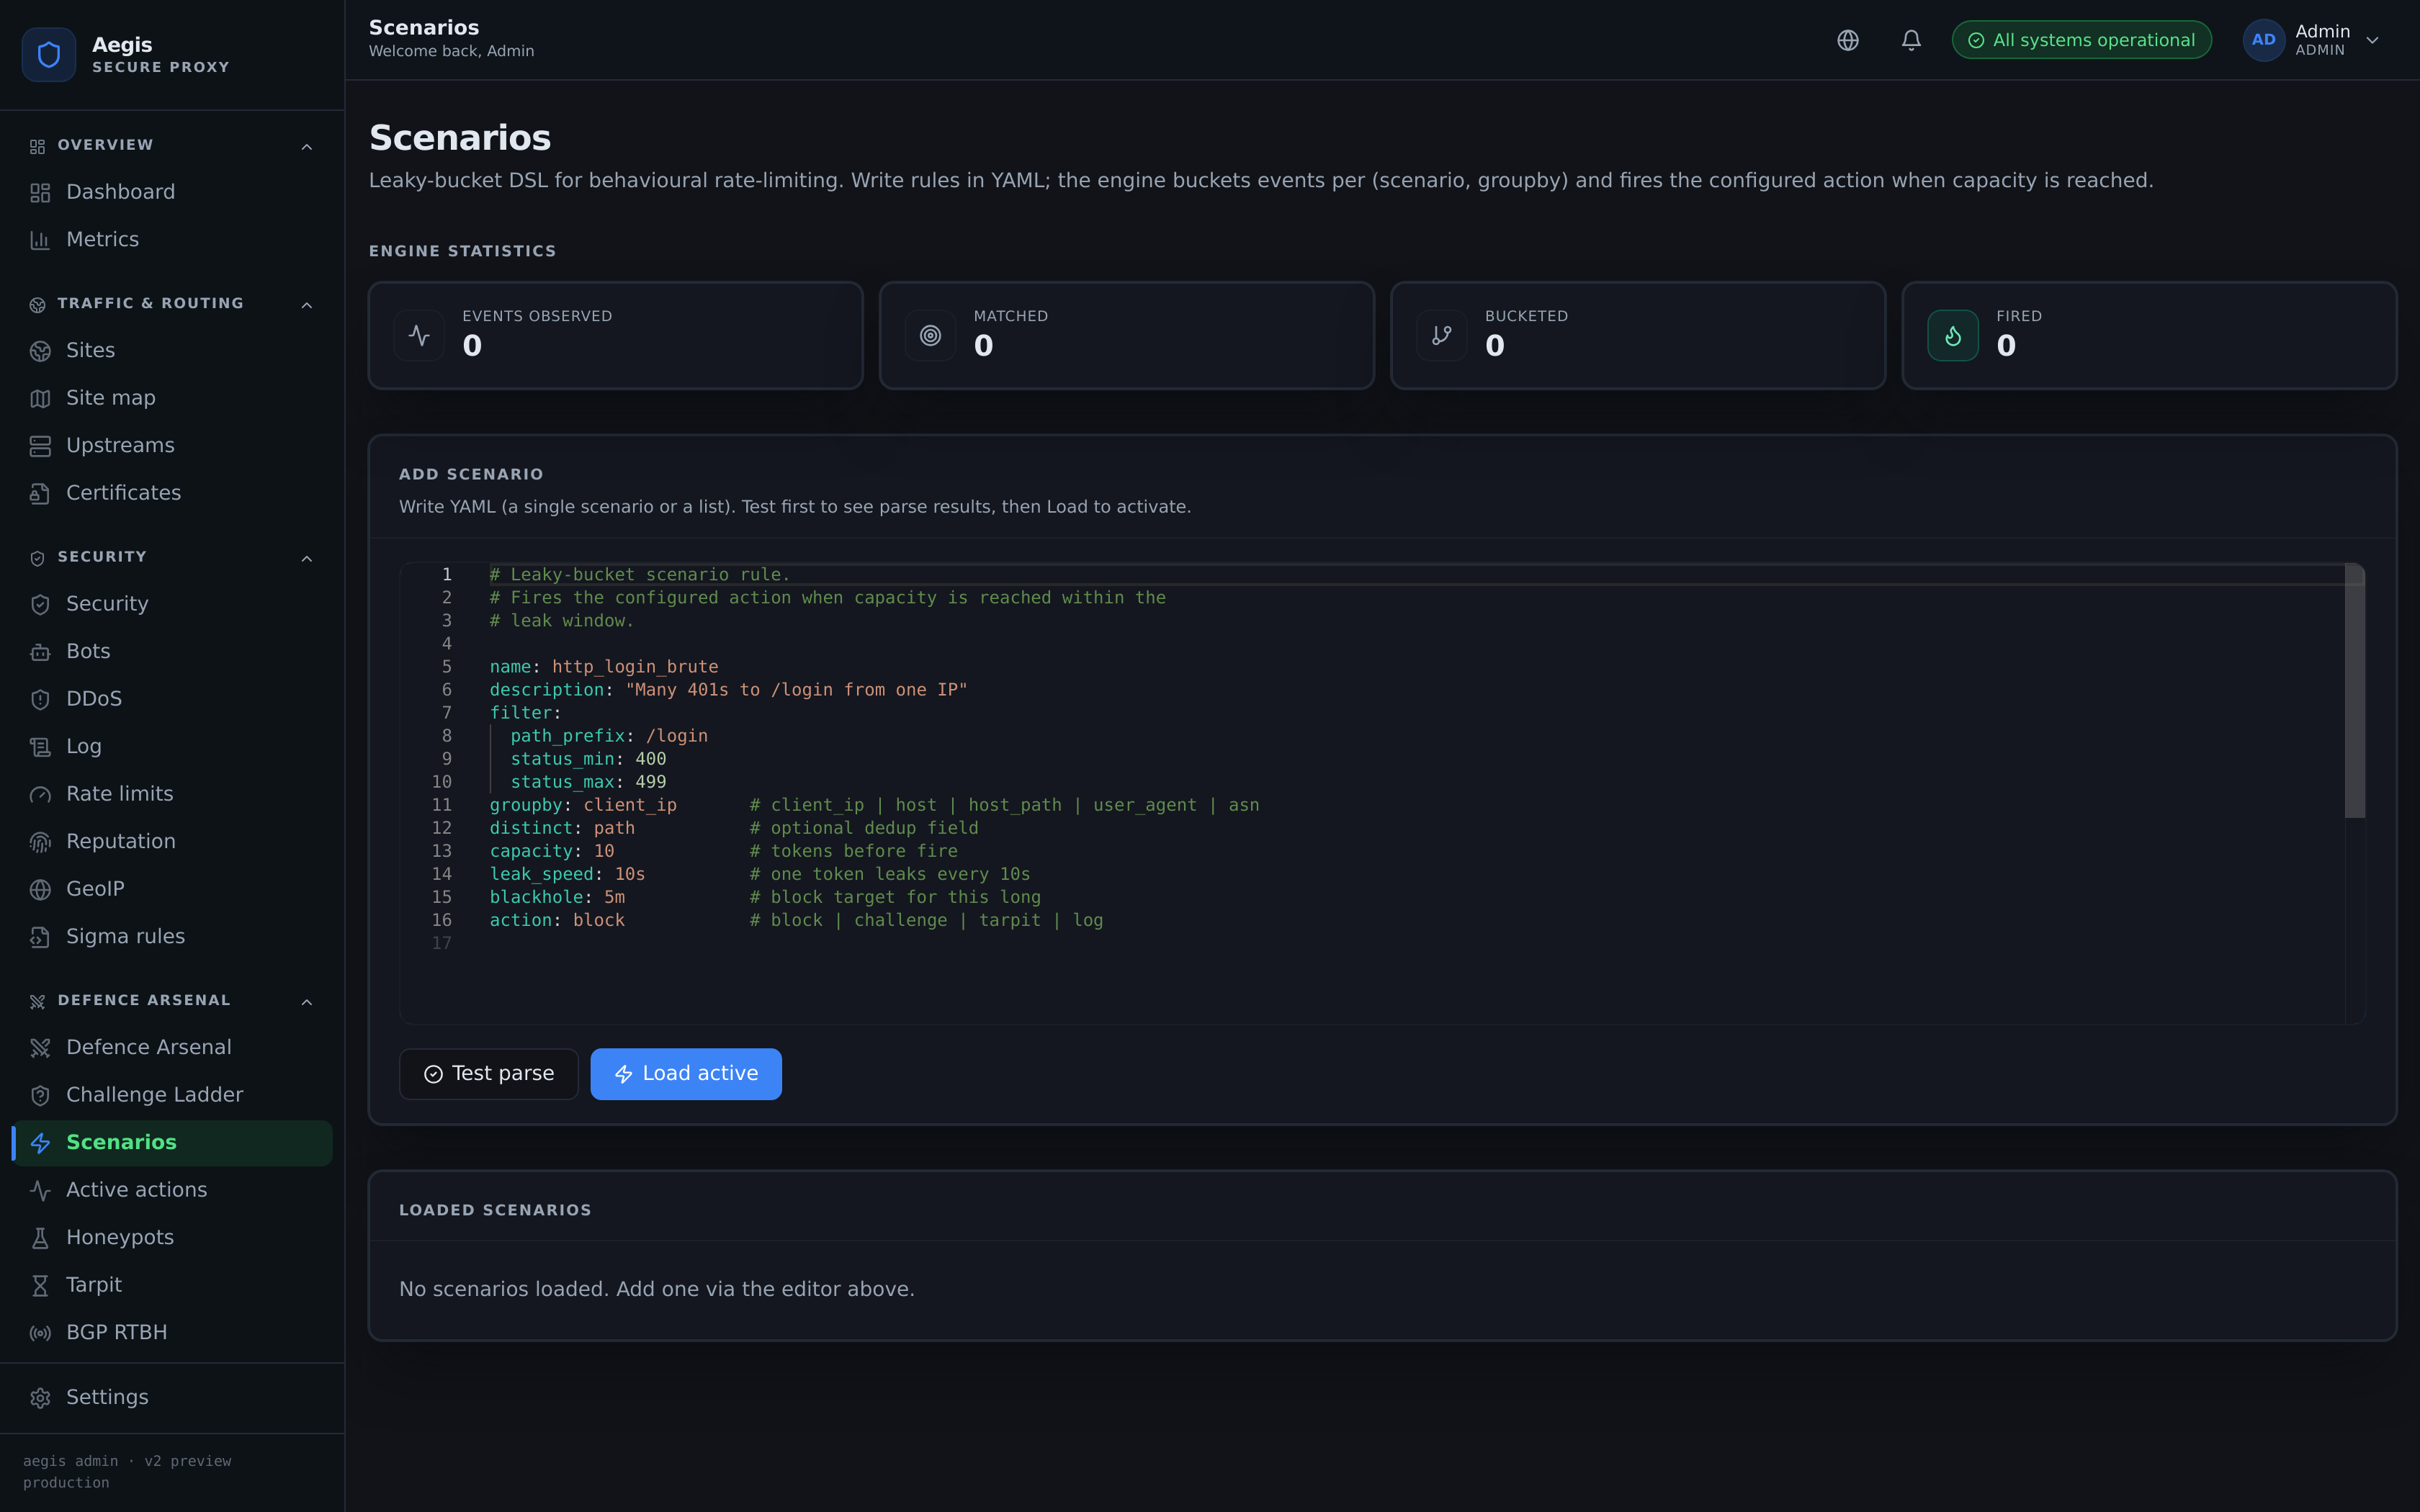 Aegis
SECURE PROXY
OVERVIEW
Dashboard
Metrics
TRAFFIC & ROUTING
Sites
Site map
Upstreams
Certificates
SECURITY
Security
Bots
DDoS
Log
Rate limits
Reputation
GeoIP
Sigma rules
DEFENCE ARSENAL
Defence Arsenal
Challenge Ladder
Scenarios
Active actions
Honeypots
Tarpit
BGP RTBH
Settings
aegis admin · v2 preview
production
Scenarios
Welcome back, Admin
All systems operational
AD
Admin
ADMIN
Scenarios
Leaky-bucket DSL for behavioural rate-limiting. Write rules in YAML; the engine buckets events per (scenario, groupby) and fires the configured action when capacity is reached.
ENGINE STATISTICS
EVENTS OBSERVED
0
MATCHED
0
BUCKETED
0
FIRED
0
ADD SCENARIO
Write YAML (a single scenario or a list). Test first to see parse results, then Load to activate.
1 # Leaky-bucket scenario rule.
2 # Fires the configured action when capacity is reached within the
3 # leak window.
4
5 name: http_login_brute
6 description: "Many 401s to /login from one IP"
7 filter:
8 path_prefix: /login
9 status_min: 400
10 status_max: 499
11 groupby: client_ip # client_ip | host | host_path | user_agent | asn
12 distinct: path # optional dedup field
13 capacity: 10 # tokens before fire
14 leak_speed: 10s # one token leaks every 10s
15 blackhole: 5m # block target for this long
16 action: block # block | challenge | tarpit | log
17
Test parse
Load active
LOADED SCENARIOS
No scenarios loaded. Add one via the editor above.